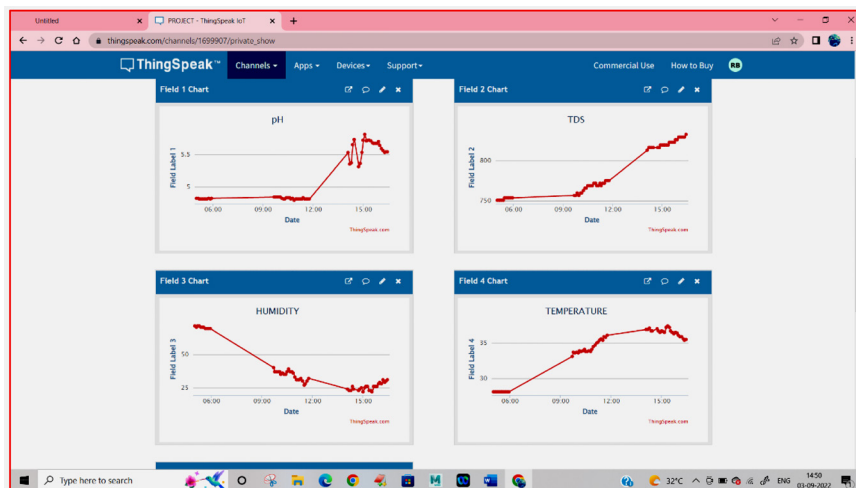 Untitled
PROJECT - ThingSpeak IoT
thingspeak.com/channels/1699907/private_show
ThingSpeak™ Channels Apps Devices Support Commercial Use How to Buy RB
Field 1 Chart
pH
Field Label 1
5.5
5
06:00 09:00 12:00 15:00
Date
ThingSpeak.com
Field 2 Chart
TDS
Field Label 2
800
750
06:00 09:00 12:00 15:00
Date
ThingSpeak.com
Field 3 Chart
HUMIDITY
Field Label 3
50
25
06:00 09:00 12:00 15:00
Date
ThingSpeak.com
Field 4 Chart
TEMPERATURE
Field Label 4
35
30
06:00 09:00 12:00 15:00
Date
ThingSpeak.com
Type here to search
32°C
ENG
14:50
03-09-2022